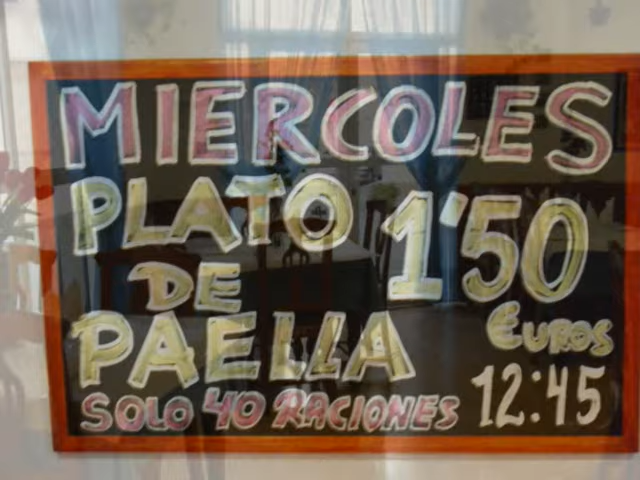 MIERCOLES
PLATO 1'50
DE
PAELLA Euros
SOLO 40 RACIONES 12:45